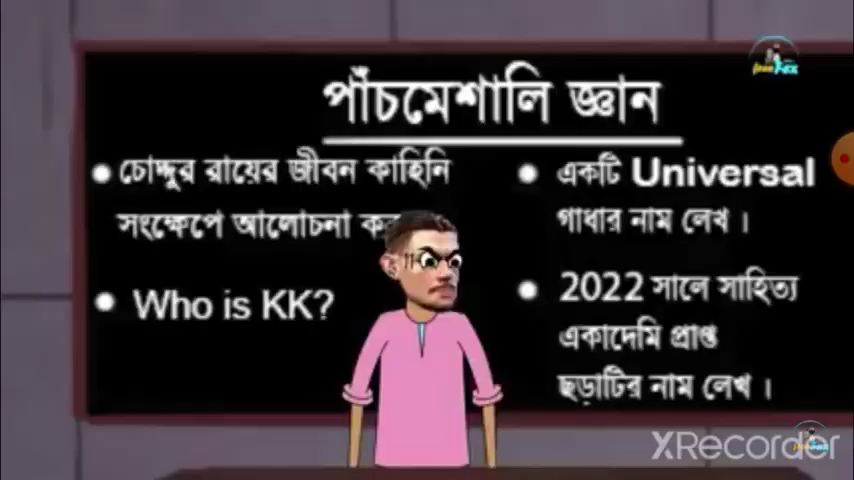 পাঁচমেশালি জ্ঞান
চোদ্দুর রায়ের জীবন কাহিনি
সংক্ষেপে আলোচনা
Who is KK?
একটি Universal
গাধার নাম লেখ ।
2022 সালে সাহিত্য
একাদেমি প্রাপ্ত
ছড়াটির নাম লেখ ।
XRecorder